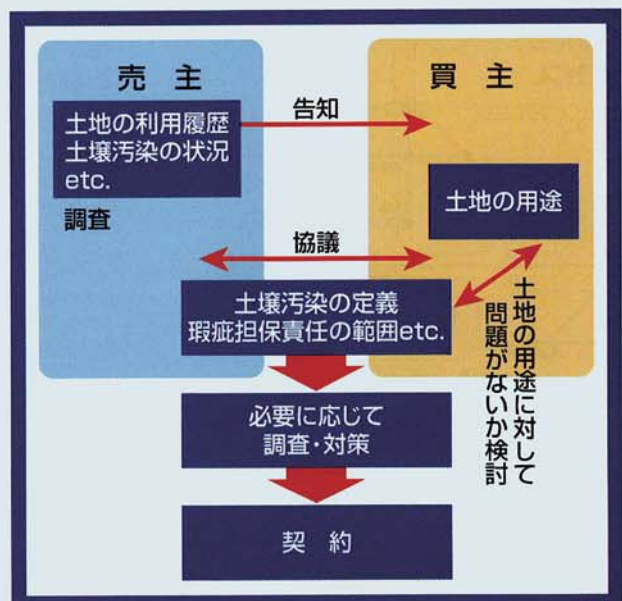 売 主
買 主
土地の利用履歴
土壌汚染の状況
etc.
調査
告知
土地の用途
協議
土壌汚染の定義
瑕疵担保責任の範囲etc.
土地の用途に対して
問題がないか検討
必要に応じて
調査・対策
契 約